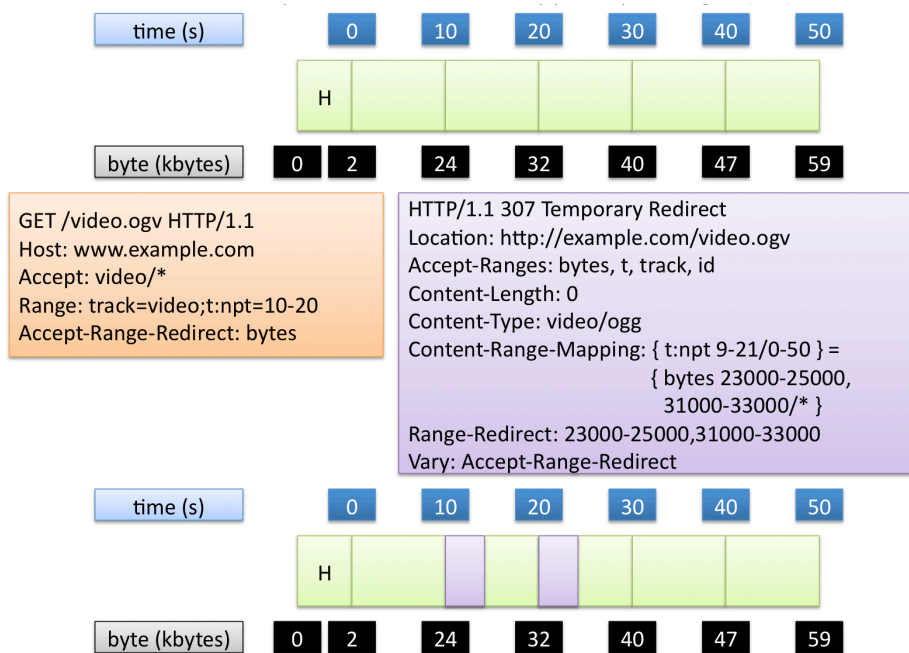 time (s) 0 10 20 30 40 50
H
byte (kbytes) 0 2 24 32 40 47 59
GET /video.ogv HTTP/1.1
Host: www.example.com
Accept: video/*
Range: track=video;t:npt=10-20
Accept-Range-Redirect: bytes
HTTP/1.1 307 Temporary Redirect
Location: http://example.com/video.ogv
Accept-Ranges: bytes, t, track, id
Content-Length: 0
Content-Type: video/ogg
Content-Range-Mapping: { t:npt 9-21/0-50 } =
{ bytes 23000-25000,
31000-33000/* }
Range-Redirect: 23000-25000,31000-33000
Vary: Accept-Range-Redirect
time (s) 0 10 20 30 40 50
H
byte (kbytes) 0 2 24 32 40 47 59